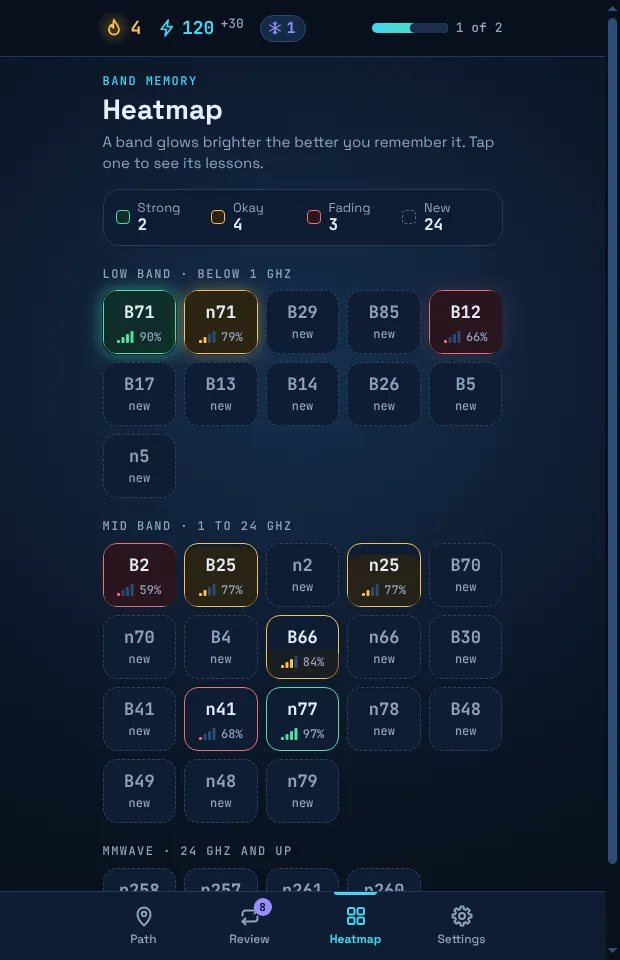 4 120 +30 1 1 of 2
BAND MEMORY
Heatmap
A band glows brighter the better you remember it. Tap
one to see its lessons.
Strong Okay Fading New
2 4 3 24
LOW BAND · BELOW 1 GHZ
B71 n71 B29 B85 B12
90% 79% new new 66%
B17 B13 B14 B26 B5
new new new new new
n5
new
MID BAND · 1 TO 24 GHZ
B2 B25 n2 n25 B70
59% 77% new 77% new
n70 B4 B66 n66 B30
new new 84% new new
B41 n41 n77 n78 B48
new 68% 97% new new
B49 n48 n79
new new new
MMWAVE · 24 GHZ AND UP
n258 n257 n261 n260
8
Path Review Heatmap Settings